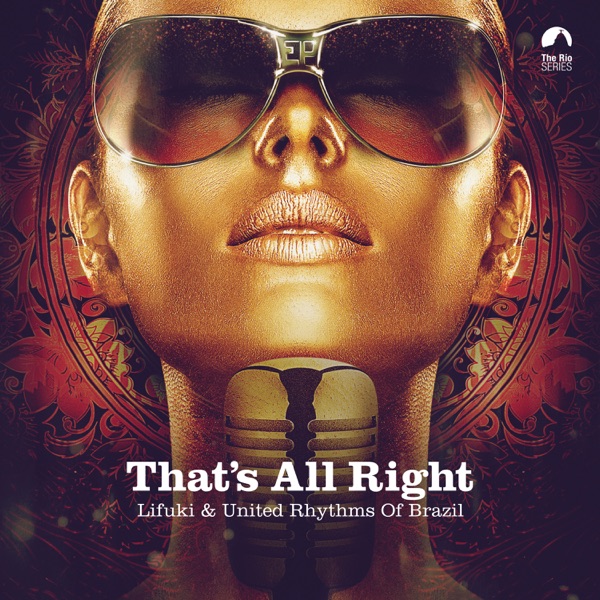 EP
The Rio
SERIES
That's All Right
Lifuki & United Rhythms Of Brazil